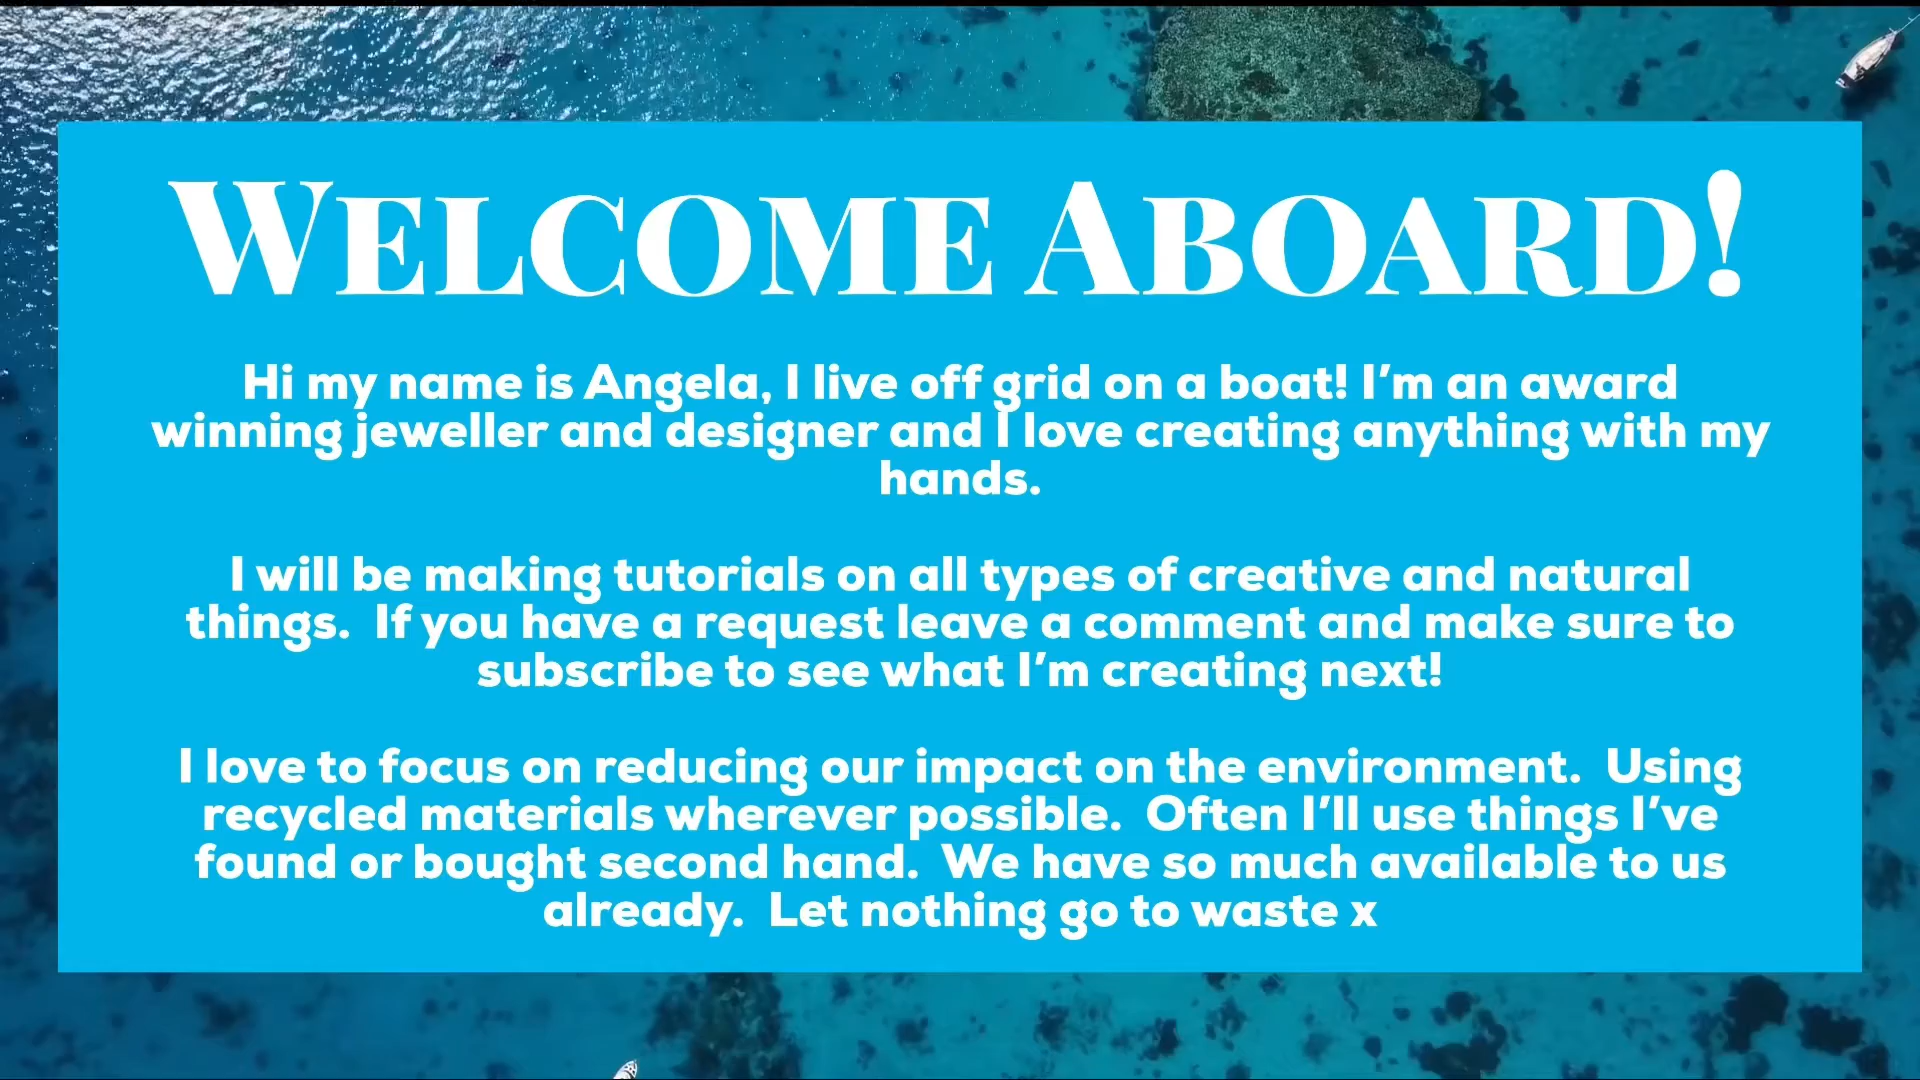 WELCOME ABOARD!
Hi my name is Angela, I live off grid on a boat! I’m an award
winning jeweller and designer and I love creating anything with my
hands.
I will be making tutorials on all types of creative and natural
things.  If you have a request leave a comment and make sure to
subscribe to see what I’m creating next!
I love to focus on reducing our impact on the environment.  Using
recycled materials wherever possible.  Often I’ll use things I’ve
found or bought second hand.  We have so much available to us
already.  Let nothing go to waste x